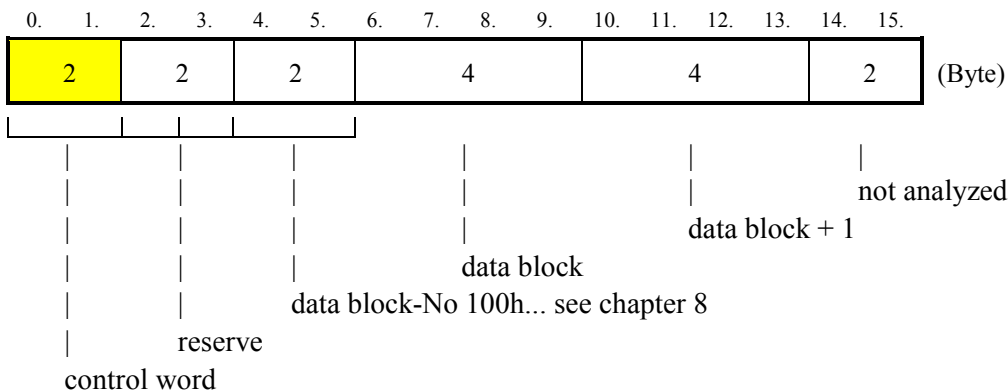 0. 1. 2. 3. 4. 5. 6. 7. 8. 9. 10. 11. 12. 13. 14. 15.
2 2 2 4 4 2 (Byte)
not analyzed
data block + 1
data block
data block-No 100h... see chapter 8
reserve
control word